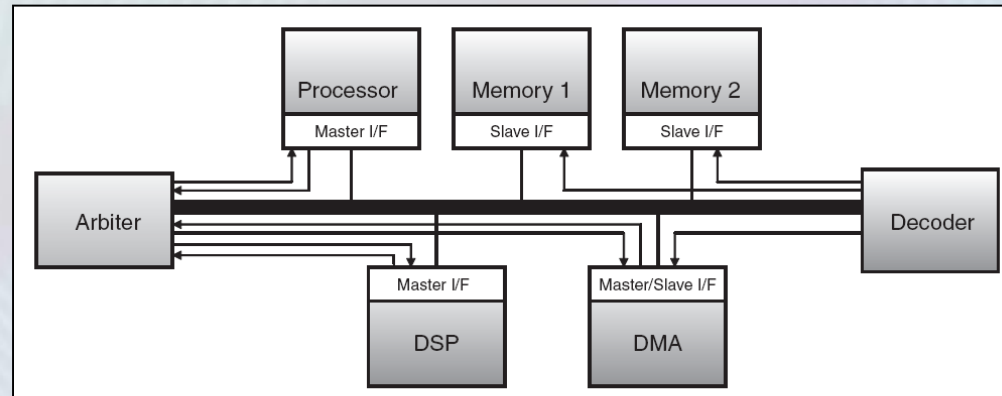 Processor
Memory 1
Memory 2
Master I/F
Slave I/F
Slave I/F
Arbiter
Decoder
Master I/F
Master/Slave I/F
DSP
DMA